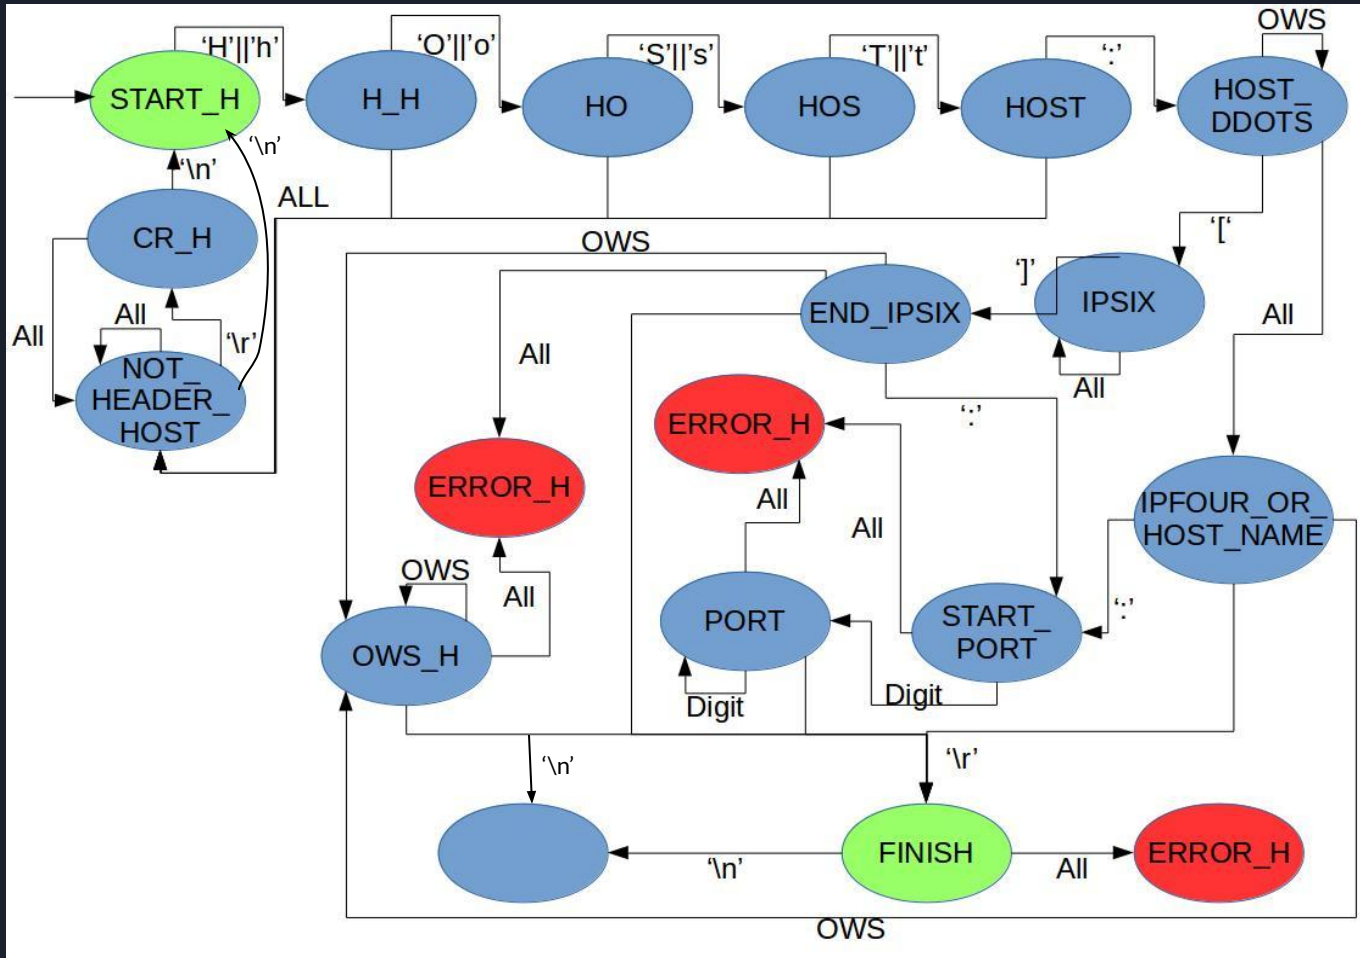 OWS
‘H’||’h’
‘O’||’o’
‘S’||’s’
‘T’||’t’
‘:’
START_H
H_H
HO
HOS
HOST
HOST_
DDOTS
‘\n’
‘\n’
ALL
CR_H
OWS
‘[‘
‘]’
END_IPSIX
IPSIX
All
All
‘\r’
All
All
All
NOT_
HEADER_
HOST
ERROR_H
‘:’
ERROR_H
All
All
IPFOUR_OR_
HOST_NAME
OWS
All
PORT
START_
PORT
‘:’
OWS_H
Digit
Digit
‘\n’
‘\r’
FINISH
ERROR_H
‘\n’
All
OWS